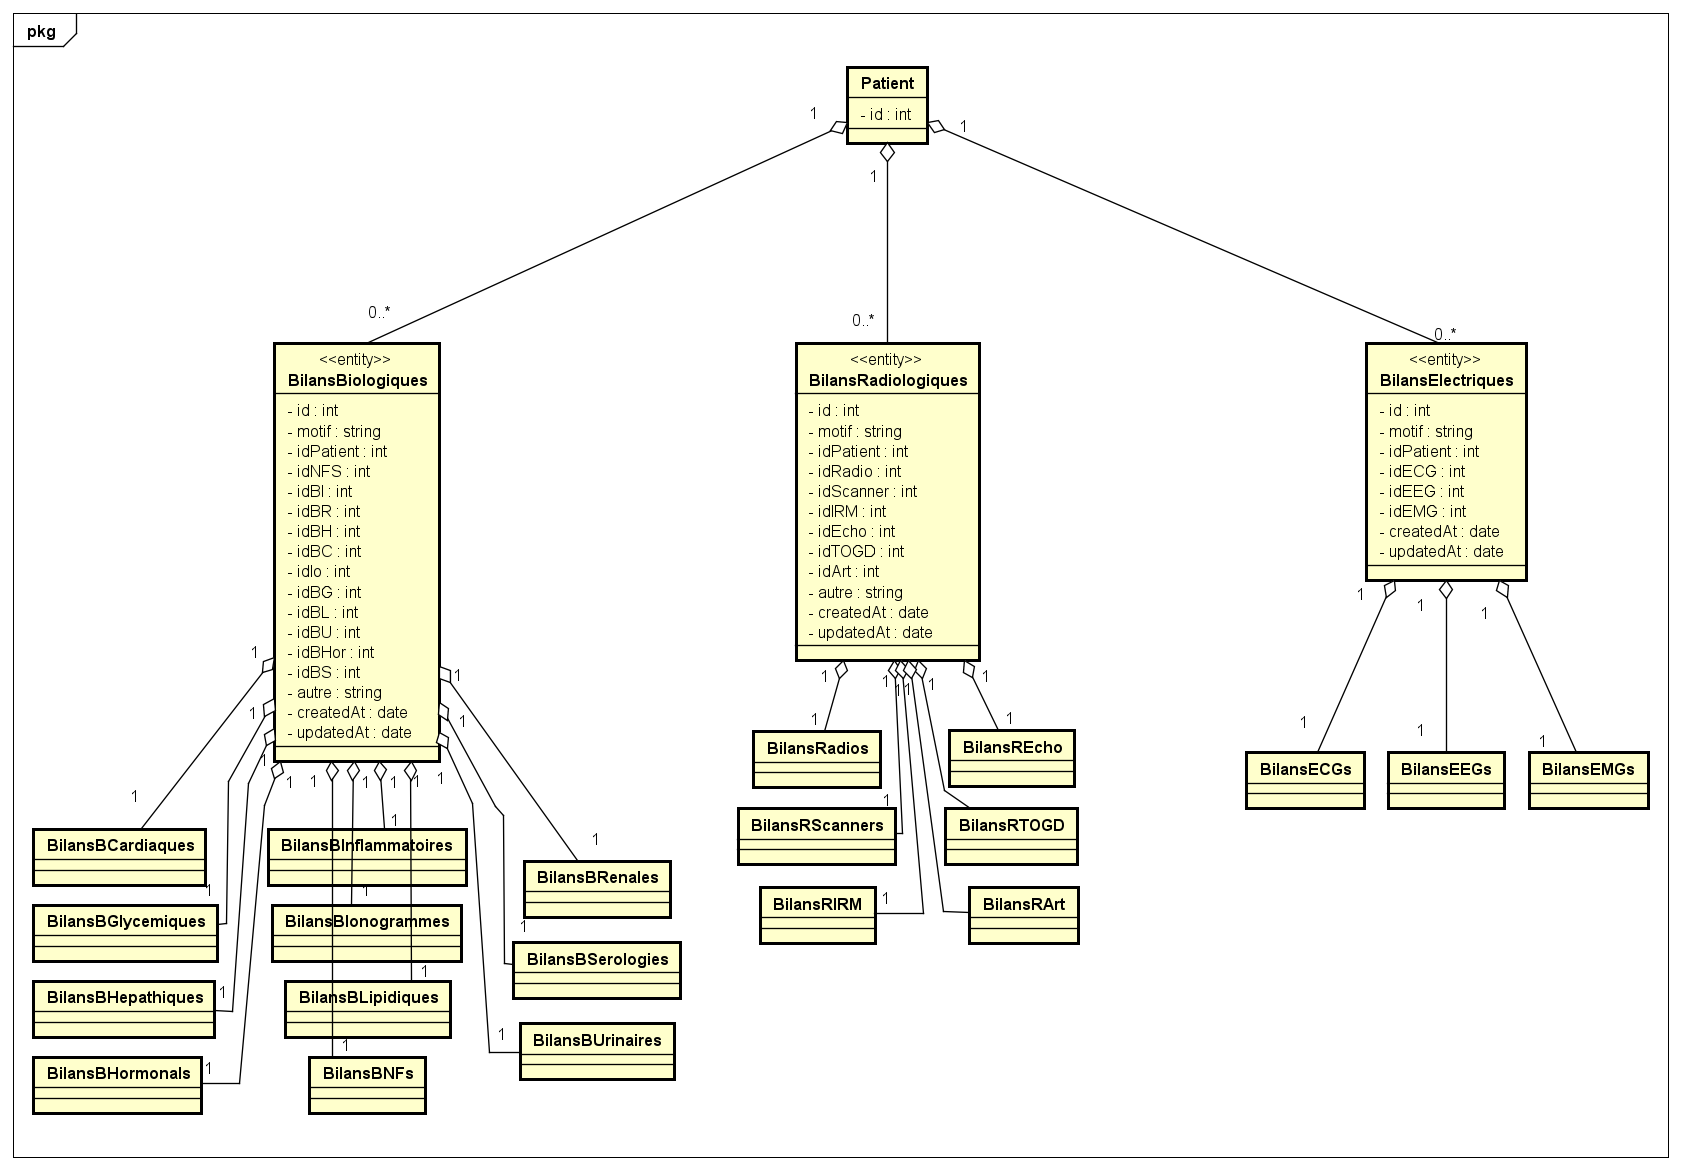 pkg
Patient
- id : int
1
1
1
0..*
0..*
0..*
<<entity>>
BilansBiologiques
- id : int
- motif : string
- idPatient : int
- idNFS : int
- idBI : int
- idBR : int
- idBH : int
- idBC : int
- idIo : int
- idBG : int
- idBL : int
- idBU : int
- idBHor : int
- idBS : int
- autre : string
- createdAt : date
- updatedAt : date
<<entity>>
BilansRadiologiques
- id : int
- motif : string
- idPatient : int
- idRadio : int
- idScanner : int
- idIRM : int
- idEcho : int
- idTOGD : int
- idArt : int
- autre : string
- createdAt : date
- updatedAt : date
<<entity>>
BilansElectriques
- id : int
- motif : string
- idPatient : int
- idECG : int
- idEEG : int
- idEMG : int
- createdAt : date
- updatedAt : date
1
1
1
1
1
1
1
1
1
1
1
1
BilansBCardiaques
1
BilansBGlycemiques
1
BilansBHepathiques
1
BilansBHormonals
1
BilansBInflammatoires
1
BilansBIonogrammes
1
BilansBLipidiques
1
BilansBNFs
1
BilansBRenales
1
BilansBSerologies
1
BilansBUrinaires
1
1
1
1
1
1
1
BilansRadios
1
BilansREcho
1
BilansRScanners
BilansRTOGD
1
BilansRIRM
BilansRArt
1
1
1
1
1
1
BilansECGs
BilansEEGs
BilansEMGs